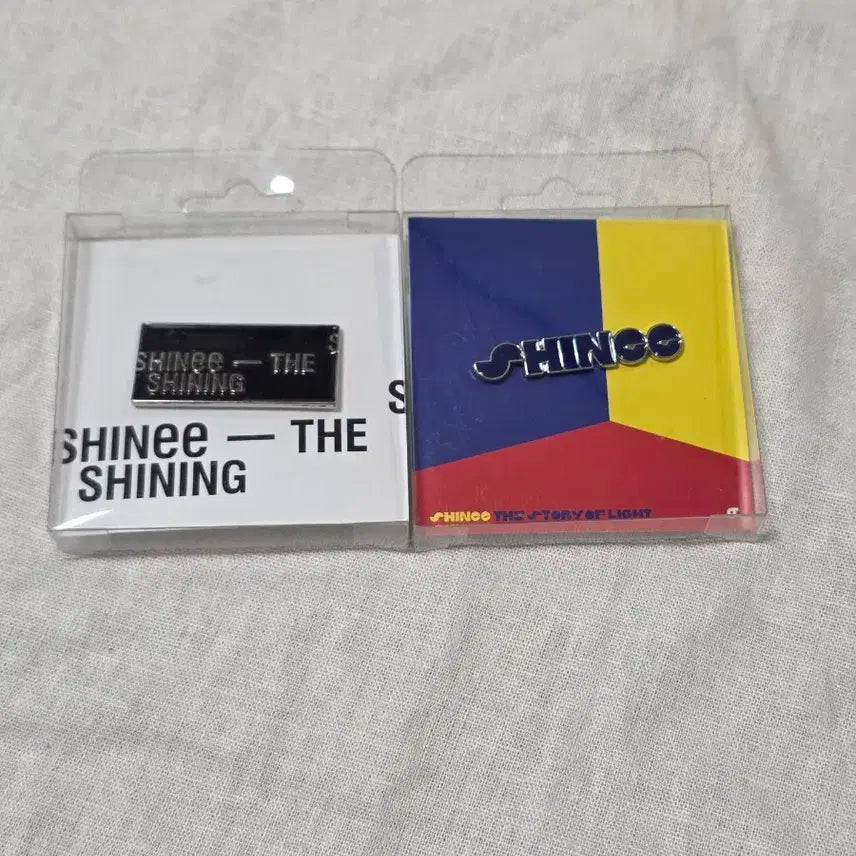 SHINee — THE
SHINING
S
SHINee — THE
SHINING
S
SHINee
SHINee THE STORY OF LIGHT